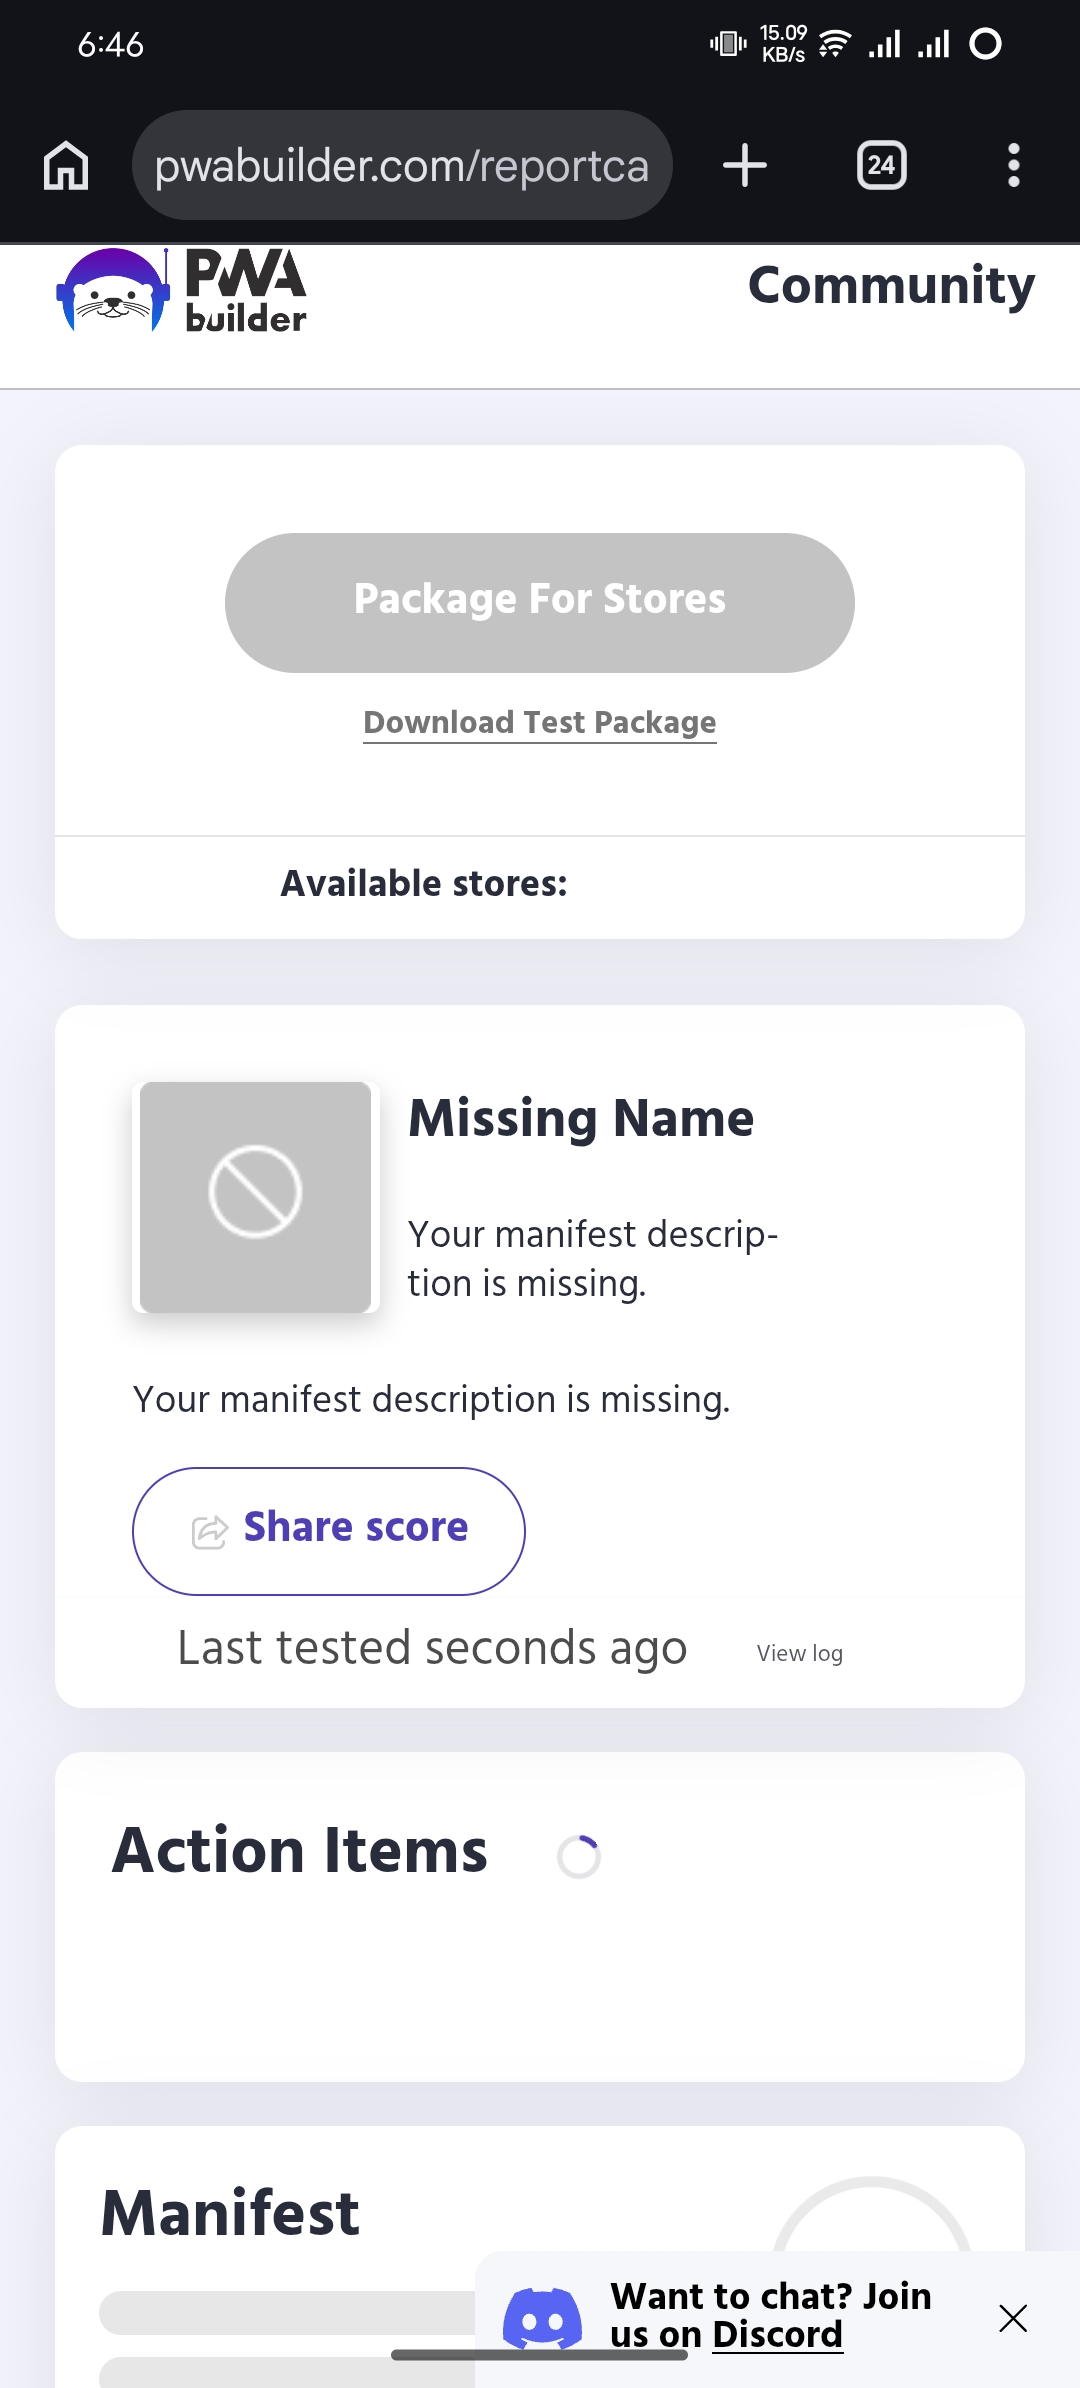 6:46
15.09
KB/s
pwabuilder.com/reportca
24
PWA
builder
Community
Package For Stores
Download Test Package
Available stores:
Missing Name
Your manifest descrip-
tion is missing.
Your manifest description is missing.
Share score
Last tested seconds ago
View log
Action Items
Manifest
Want to chat? Join
us on Discord